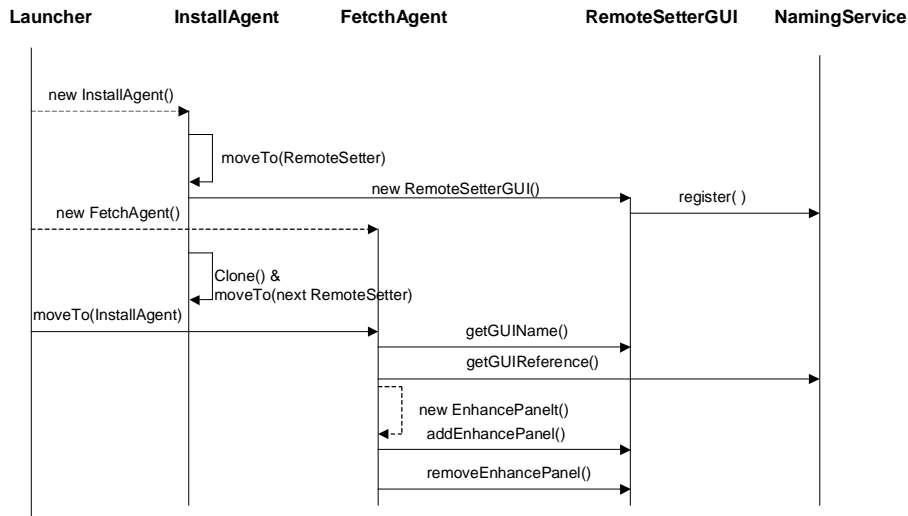 Launcher InstallAgent FetcthAgent RemoteSetterGUI NamingService
new InstallAgent()
moveTo(RemoteSetter)
new RemoteSetterGUI()
register( )
new FetchAgent()
Clone() &
moveTo(next RemoteSetter)
moveTo(InstallAgent)
getGUIName()
getGUIReference()
new EnhancePanelt()
addEnhancePanel()
removeEnhancePanel()